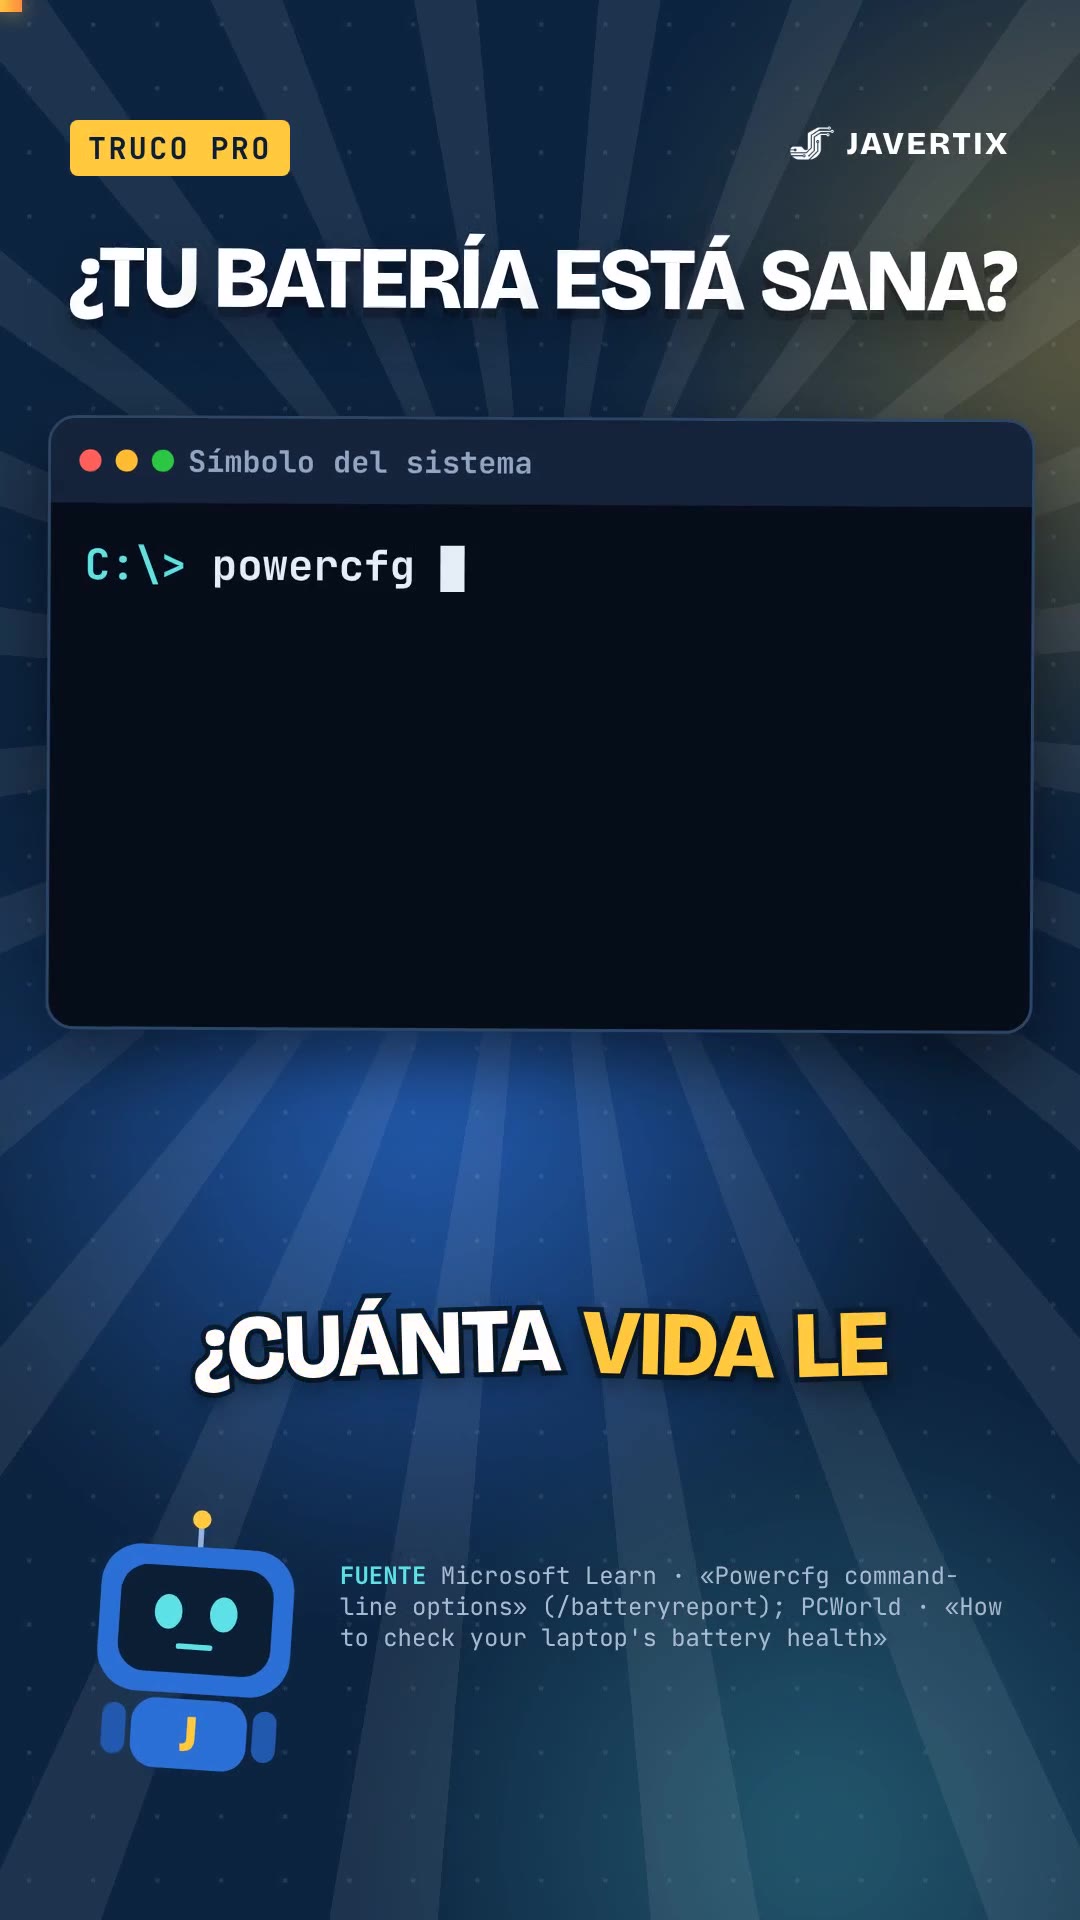 TRUCO PRO
JAVERTIX
¿TU BATERÍA ESTÁ SANA?
Símbolo del sistema
C:\> powercfg
¿CUÁNTA VIDA LE
FUENTE Microsoft Learn · «Powercfg command-
line options» (/batteryreport); PCWorld · «How
to check your laptop's battery health»
J